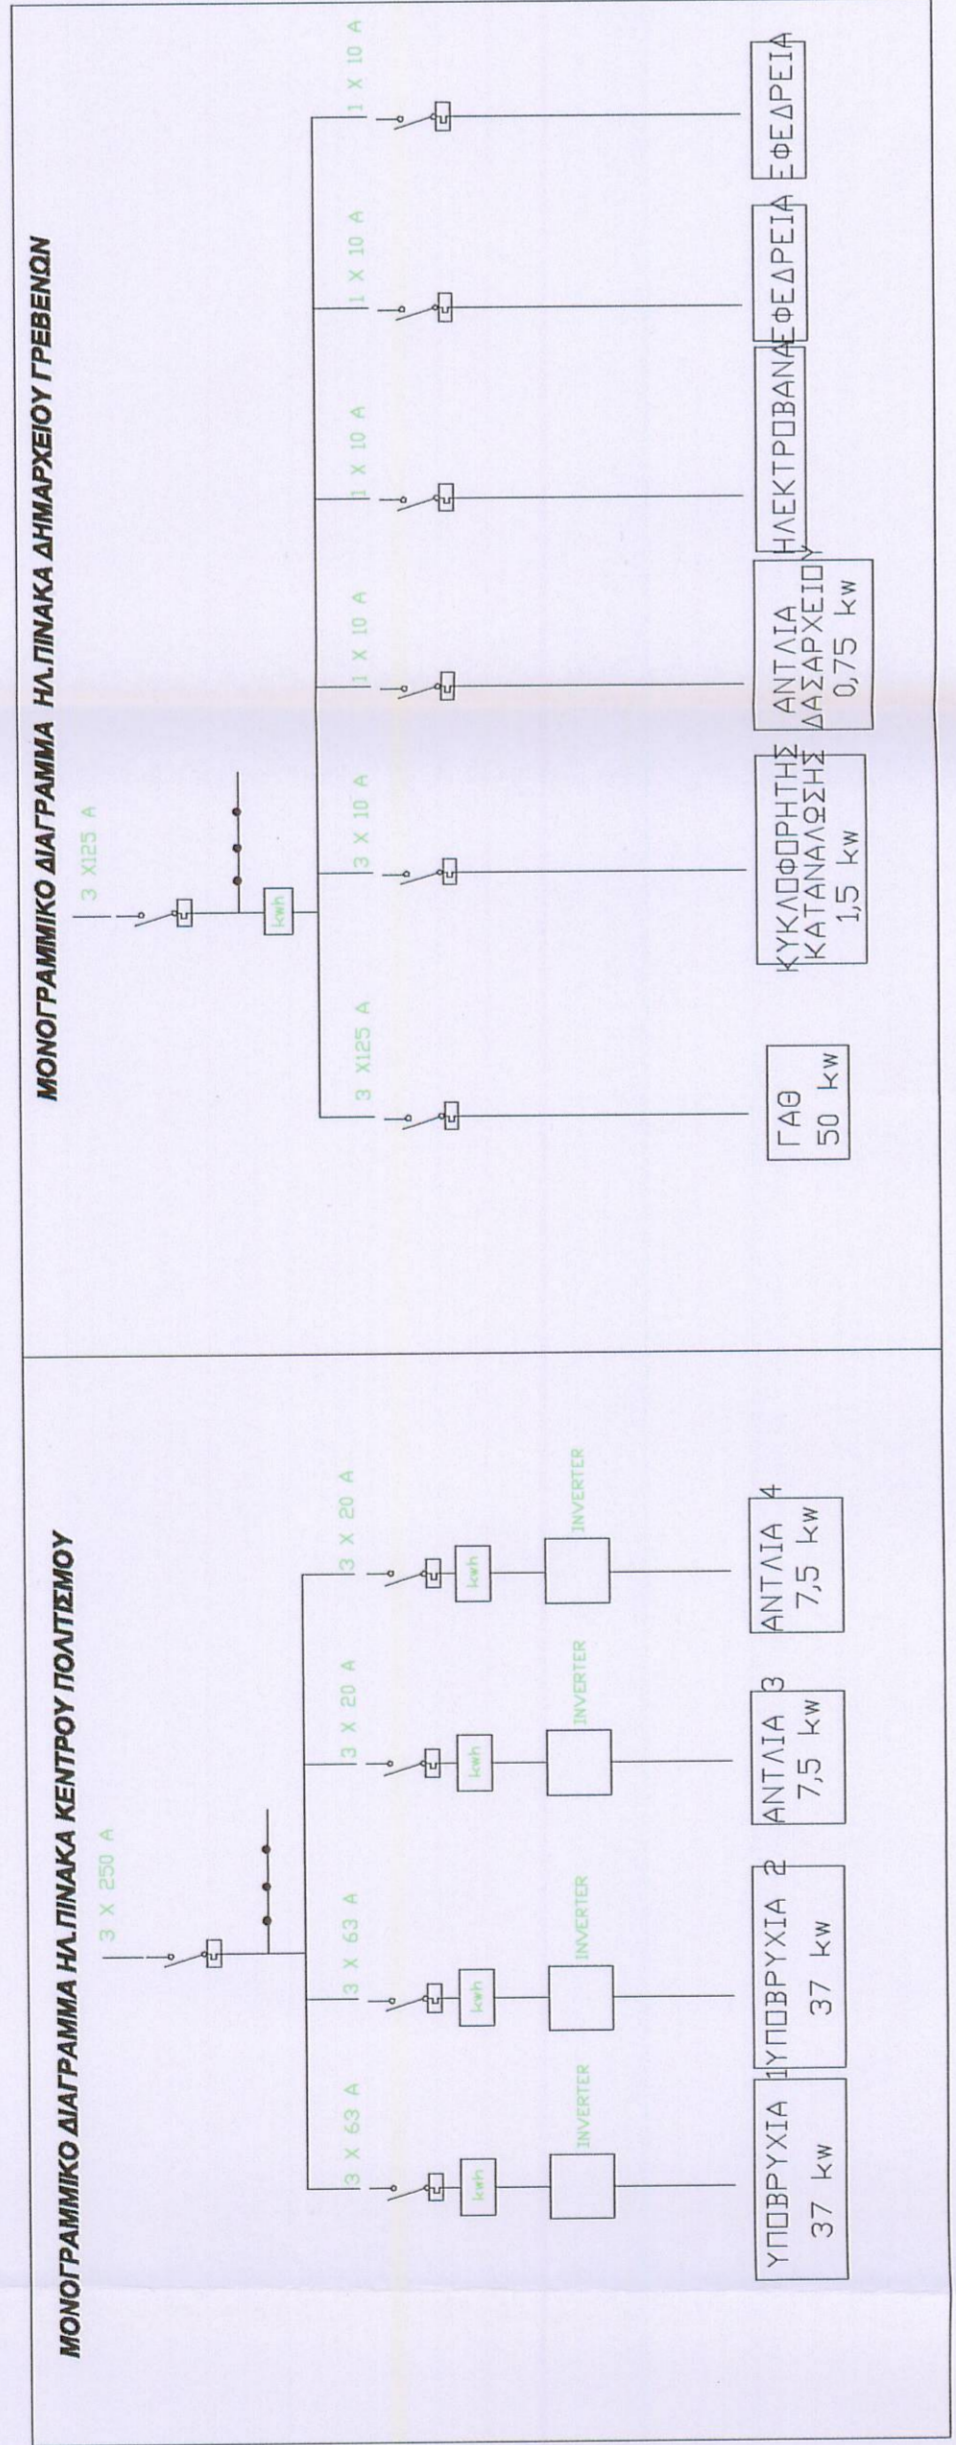 ΜΟΝΟΓΡΑΜΜΙΚΟ ΔΙΑΓΡΑΜΜΑ ΗΛ.ΠΙΝΑΚΑ ΚΕΝΤΡΟΥ ΠΟΛΙΤΙΣΜΟΥ
3 X 250 A
3 X 63 A
3 X 63 A
3 X 20 A
3 X 20 A
kwh
kwh
kwh
kwh
INVERTER
INVERTER
INVERTER
INVERTER
ΥΠΟΒΡΥΧΙΑ 1
37 kw
ΥΠΟΒΡΥΧΙΑ 2
37 kw
ΑΝΤΛΙΑ 3
7,5 kw
ΑΝΤΛΙΑ 4
7,5 kw
ΜΟΝΟΓΡΑΜΜΙΚΟ ΔΙΑΓΡΑΜΜΑ ΗΛ.ΠΙΝΑΚΑ ΔΗΜΑΡΧΕΙΟΥ ΓΡΕΒΕΝΩΝ
3 X125 A
kwh
3 X125 A
3 X 10 A
1 X 10 A
1 X 10 A
1 X 10 A
1 X 10 A
ΓΑΘ
50 kw
ΚΥΚΛΟΦΟΡΗΤΗΣ
ΚΑΤΑΝΑΛΩΣΗΣ
1,5 kw
ΑΝΤΛΙΑ
ΔΑΣΑΡΧΕΙΟΥ
0,75 kw
ΗΛΕΚΤΡΟΒΑΝΑ
ΕΦΕΔΡΕΙΑ
ΕΦΕΔΡΕΙΑ